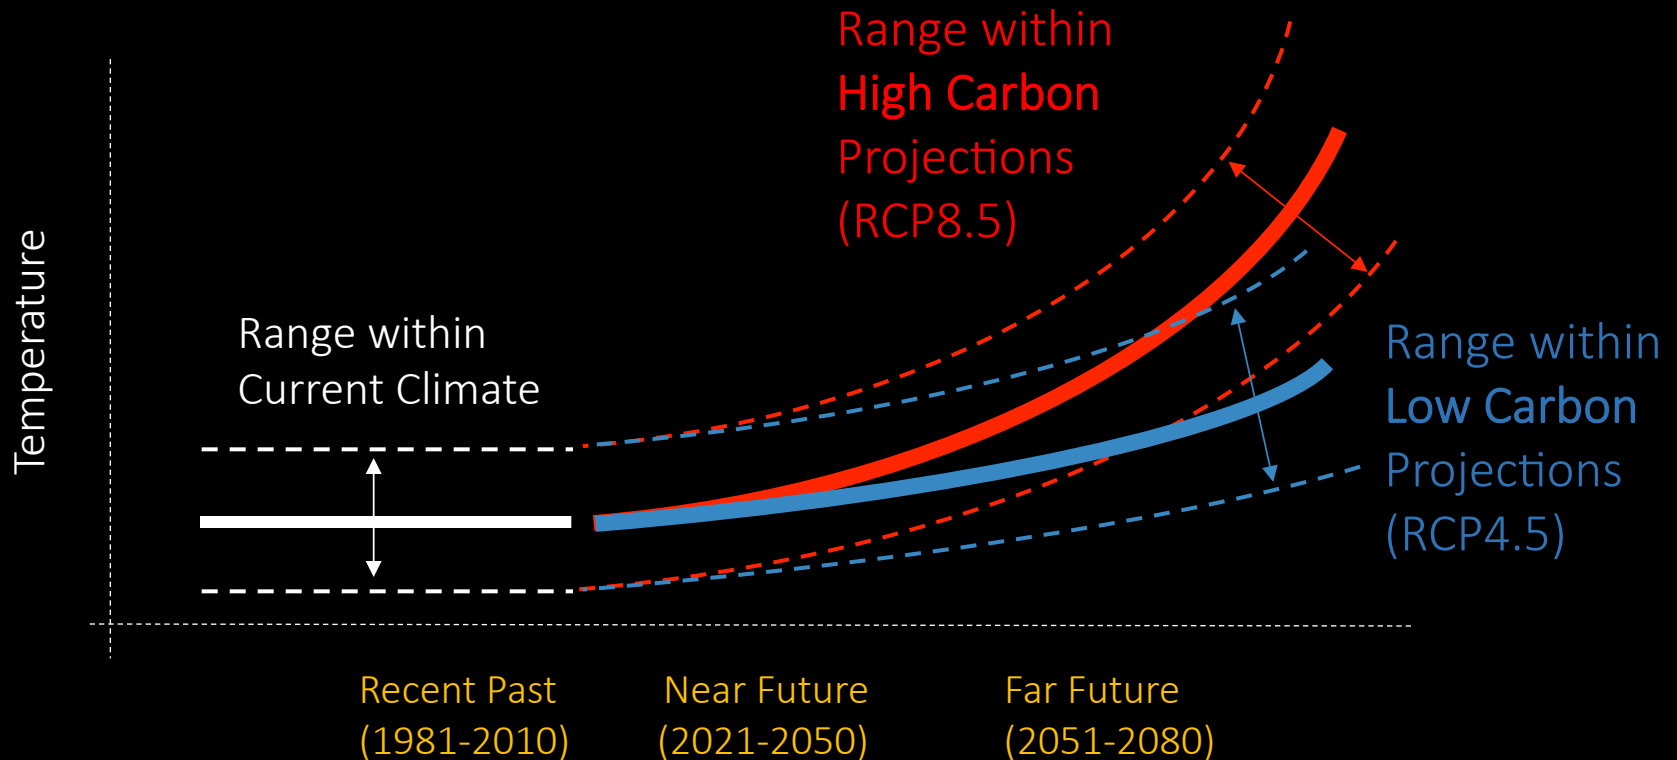 Range within
High Carbon
Projections
(RCP8.5)
Temperature
Range within
Current Climate
Range within
Low Carbon
Projections
(RCP4.5)
Recent Past
(1981-2010)
Near Future
(2021-2050)
Far Future
(2051-2080)